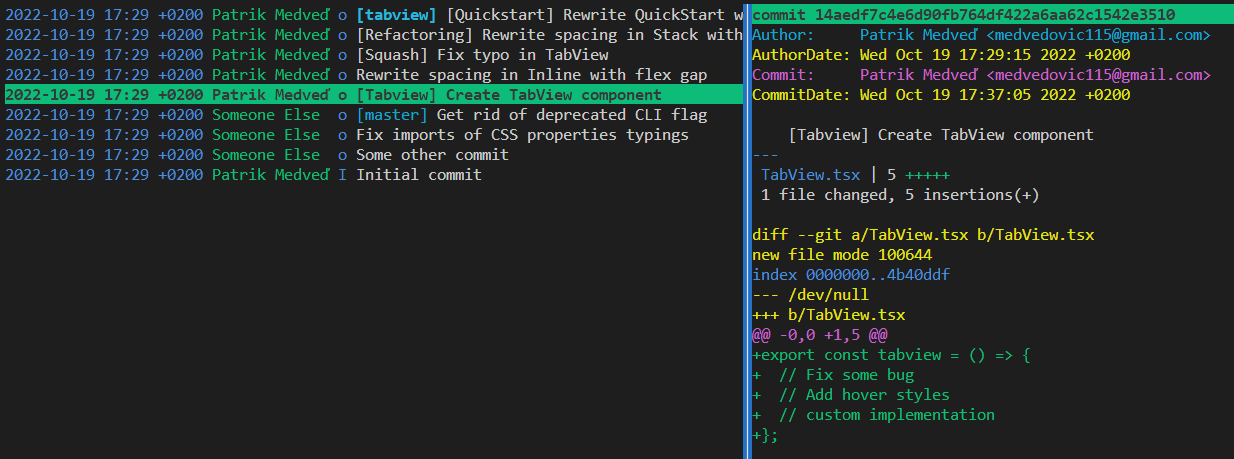 2022-10-19 17:29 +0200 Patrik Medveď o [tabview] [Quickstart] Rewrite QuickStart w
2022-10-19 17:29 +0200 Patrik Medveď o [Refactoring] Rewrite spacing in Stack with
2022-10-19 17:29 +0200 Patrik Medveď o [Squash] Fix typo in TabView
2022-10-19 17:29 +0200 Patrik Medveď o Rewrite spacing in Inline with flex gap
2022-10-19 17:29 +0200 Patrik Medveď o [Tabview] Create TabView component
2022-10-19 17:29 +0200 Someone Else  o [master] Get rid of deprecated CLI flag
2022-10-19 17:29 +0200 Someone Else  o Fix imports of CSS properties typings
2022-10-19 17:29 +0200 Someone Else  o Some other commit
2022-10-19 17:29 +0200 Patrik Medveď I Initial commit
commit 14aedf7c4e6d90fb764df422a6aa62c1542e3510
Author:     Patrik Medveď <medvedovic115@gmail.com>
AuthorDate: Wed Oct 19 17:29:15 2022 +0200
Commit:     Patrik Medveď <medvedovic115@gmail.com>
CommitDate: Wed Oct 19 17:37:05 2022 +0200
    [Tabview] Create TabView component
---
 TabView.tsx | 5 +++++
 1 file changed, 5 insertions(+)
diff --git a/TabView.tsx b/TabView.tsx
new file mode 100644
index 0000000..4b40ddf
--- /dev/null
+++ b/TabView.tsx
@@ -0,0 +1,5 @@
+export const tabview = () => {
+  // Fix some bug
+  // Add hover styles
+  // custom implementation
+};